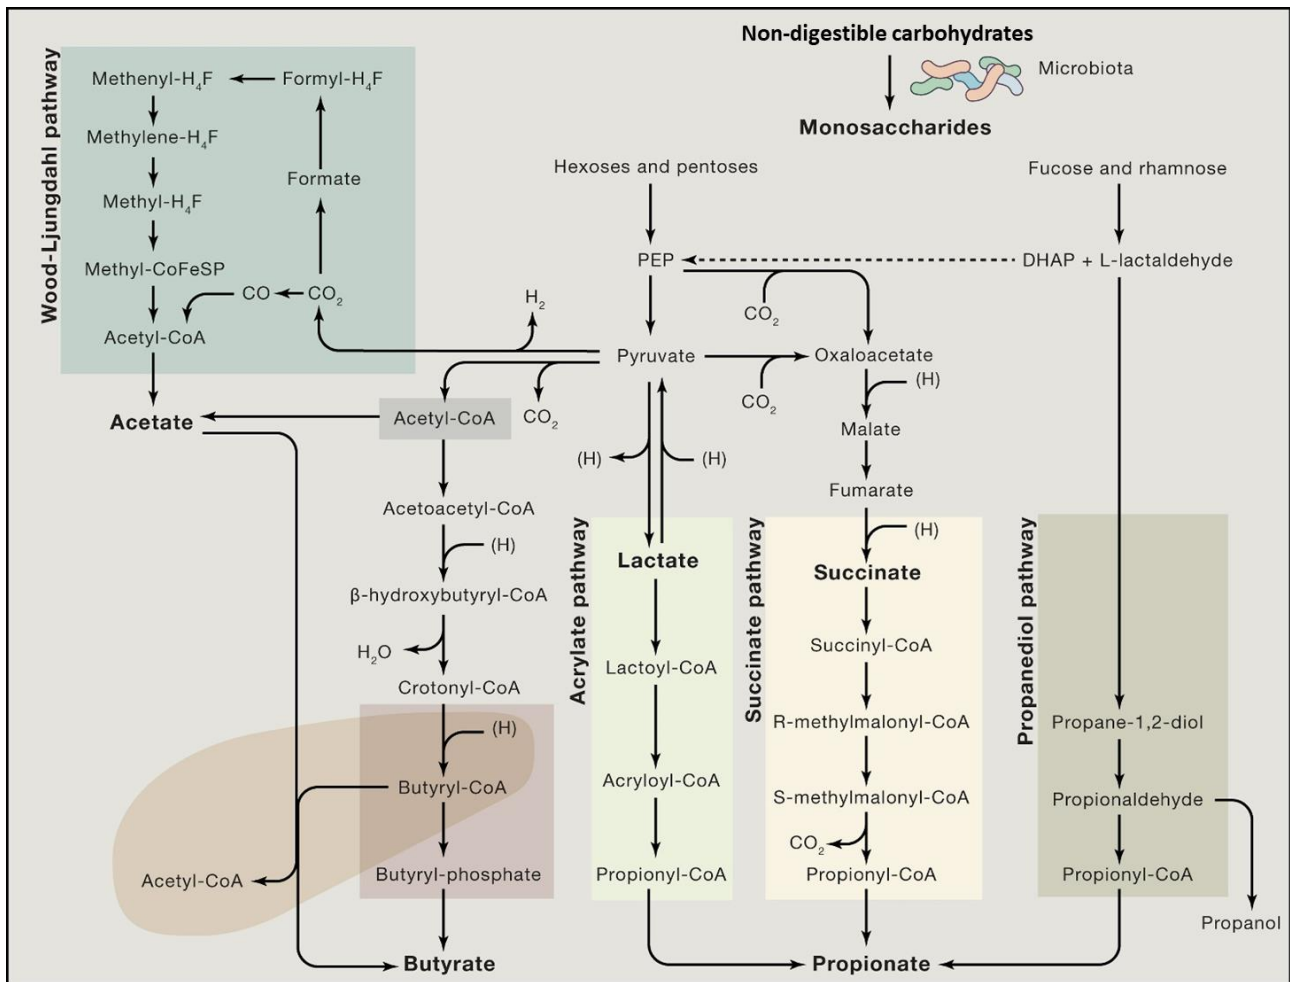 Non-digestible carbohydrates
Microbiota
Monosaccharides
Wood-Ljungdahl pathway
Methenyl-H₄F
Formyl-H₄F
Methylene-H₄F
Formate
Methyl-H₄F
Methyl-CoFeSP
CO
CO₂
Acetyl-CoA
Acetate
Hexoses and pentoses
Fucose and rhamnose
PEP
DHAP + L-lactaldehyde
H₂
CO₂
Pyruvate
Oxaloacetate
CO₂
(H)
Acetyl-CoA
CO₂
Malate
(H)
(H)
Fumarate
Acetoacetyl-CoA
(H)
(H)
β-hydroxybutyryl-CoA
H₂O
Crotonyl-CoA
(H)
Butyryl-CoA
Acetyl-CoA
Butyryl-phosphate
Butyrate
Acrylate pathway
Lactate
Lactoyl-CoA
Acryloyl-CoA
Propionyl-CoA
Succinate pathway
Succinate
Succinyl-CoA
R-methylmalonyl-CoA
S-methylmalonyl-CoA
CO₂
Propionyl-CoA
Propanediol pathway
Propane-1,2-diol
Propionaldehyde
Propionyl-CoA
Propanol
Propionate